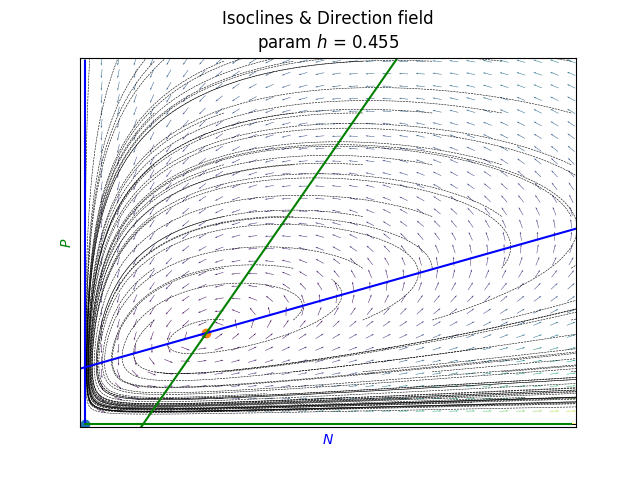 Isoclines & Direction field
param h = 0.455
P
N